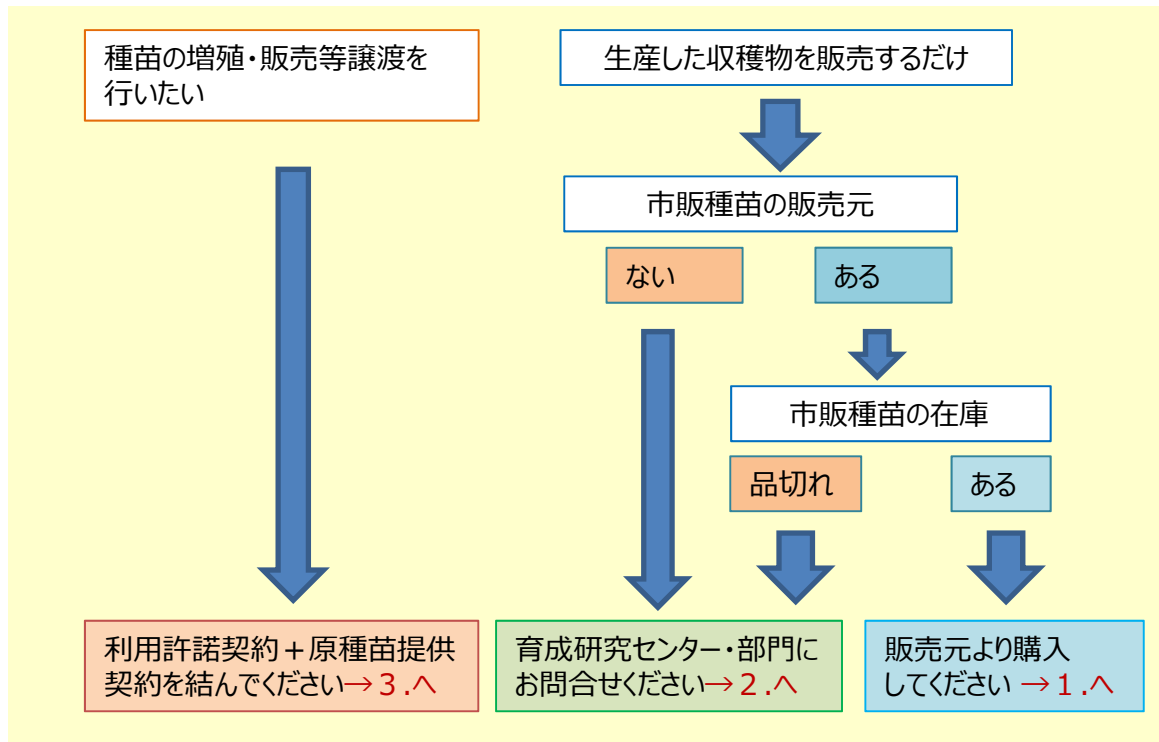 種苗の増殖・販売等譲渡を
行いたい
生産した収穫物を販売するだけ
市販種苗の販売元
ない
ある
市販種苗の在庫
品切れ
ある
利用許諾契約＋原種苗提供
契約を結んでください→３.へ
育成研究センター・部門に
お問合せください→２.へ
販売元より購入
してください →１.へ